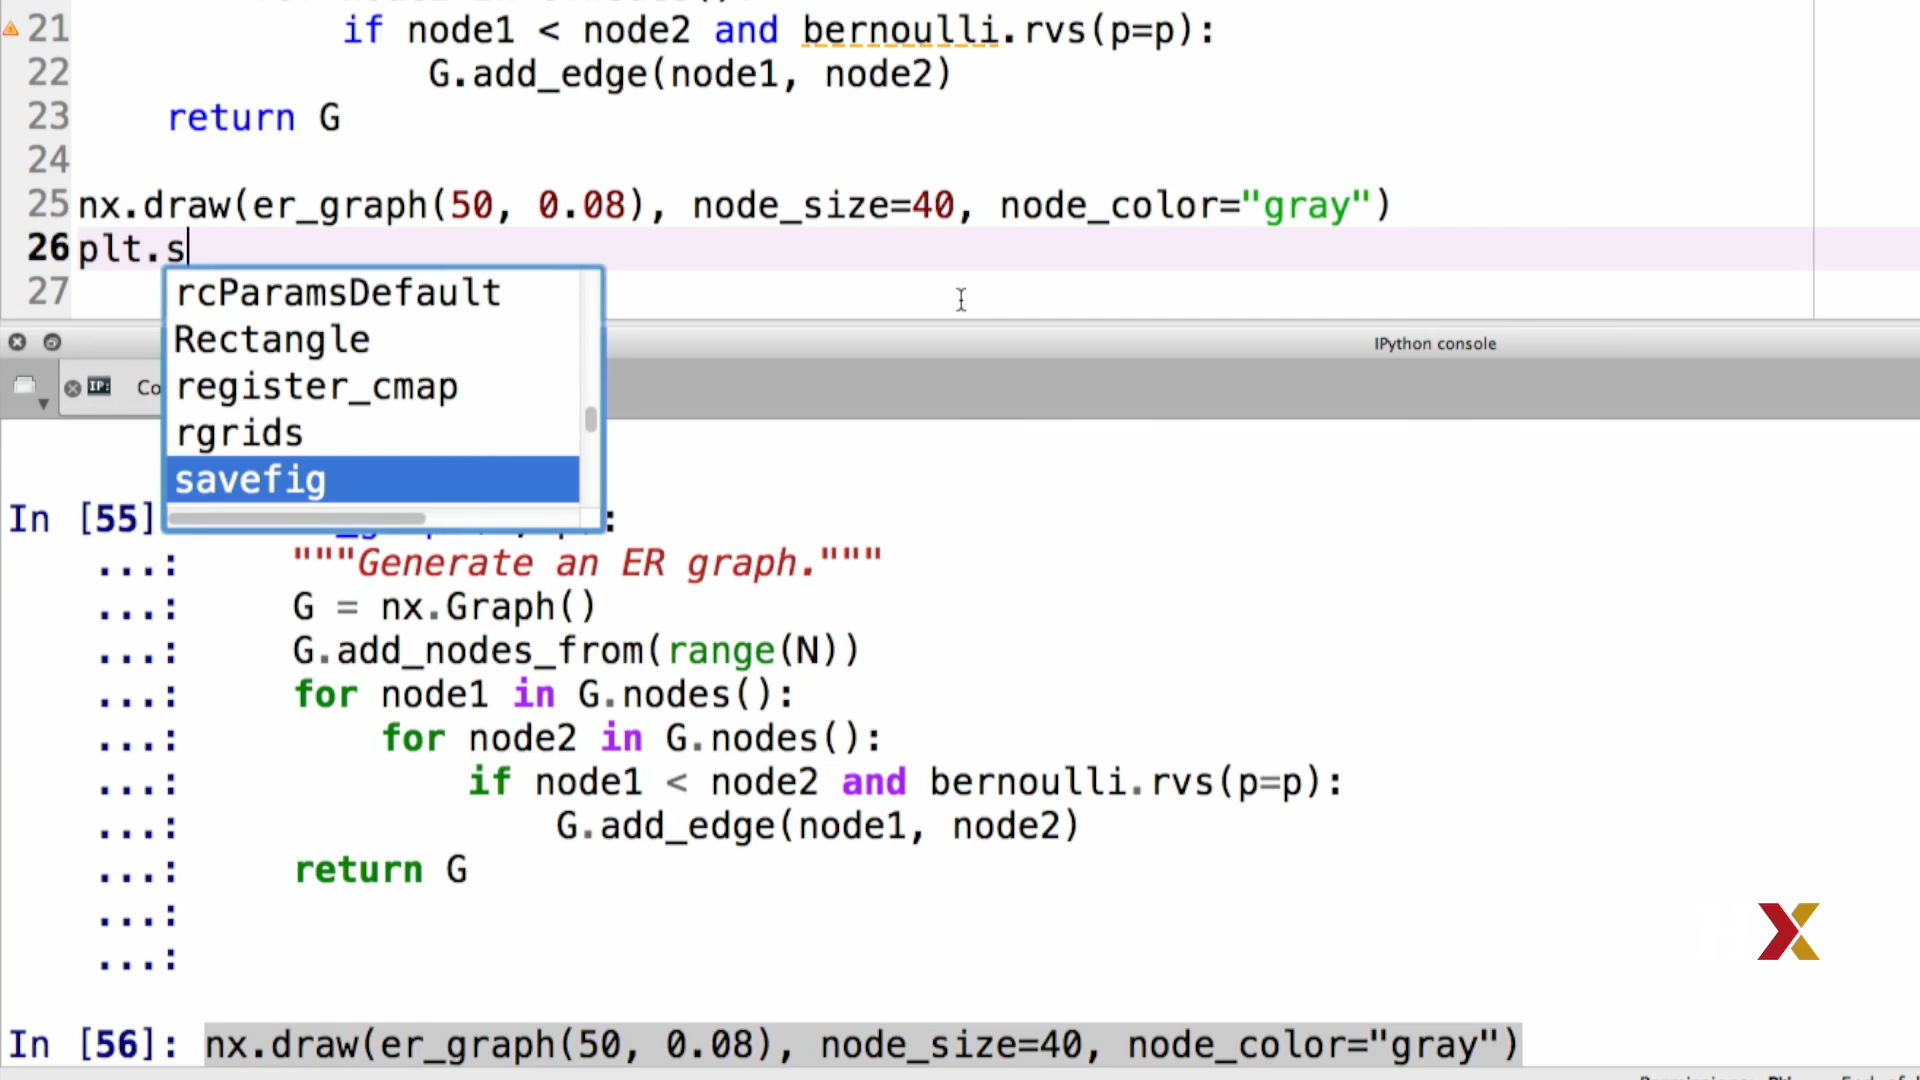 21 if node1 < node2 and bernoulli.rvs(p=p):
22 G.add_edge(node1, node2)
23 return G
24
25 nx.draw(er_graph(50, 0.08), node_size=40, node_color="gray")
26 plt.s
27
rcParamsDefault
Rectangle
register_cmap
rgrids
savefig
IPython console
IP: Co
In [55]
...: """Generate an ER graph."""
...: G = nx.Graph()
...: G.add_nodes_from(range(N))
...: for node1 in G.nodes():
...: for node2 in G.nodes():
...: if node1 < node2 and bernoulli.rvs(p=p):
...: G.add_edge(node1, node2)
...: return G
...:
...:
X
In [56]: nx.draw(er_graph(50, 0.08), node_size=40, node_color="gray")